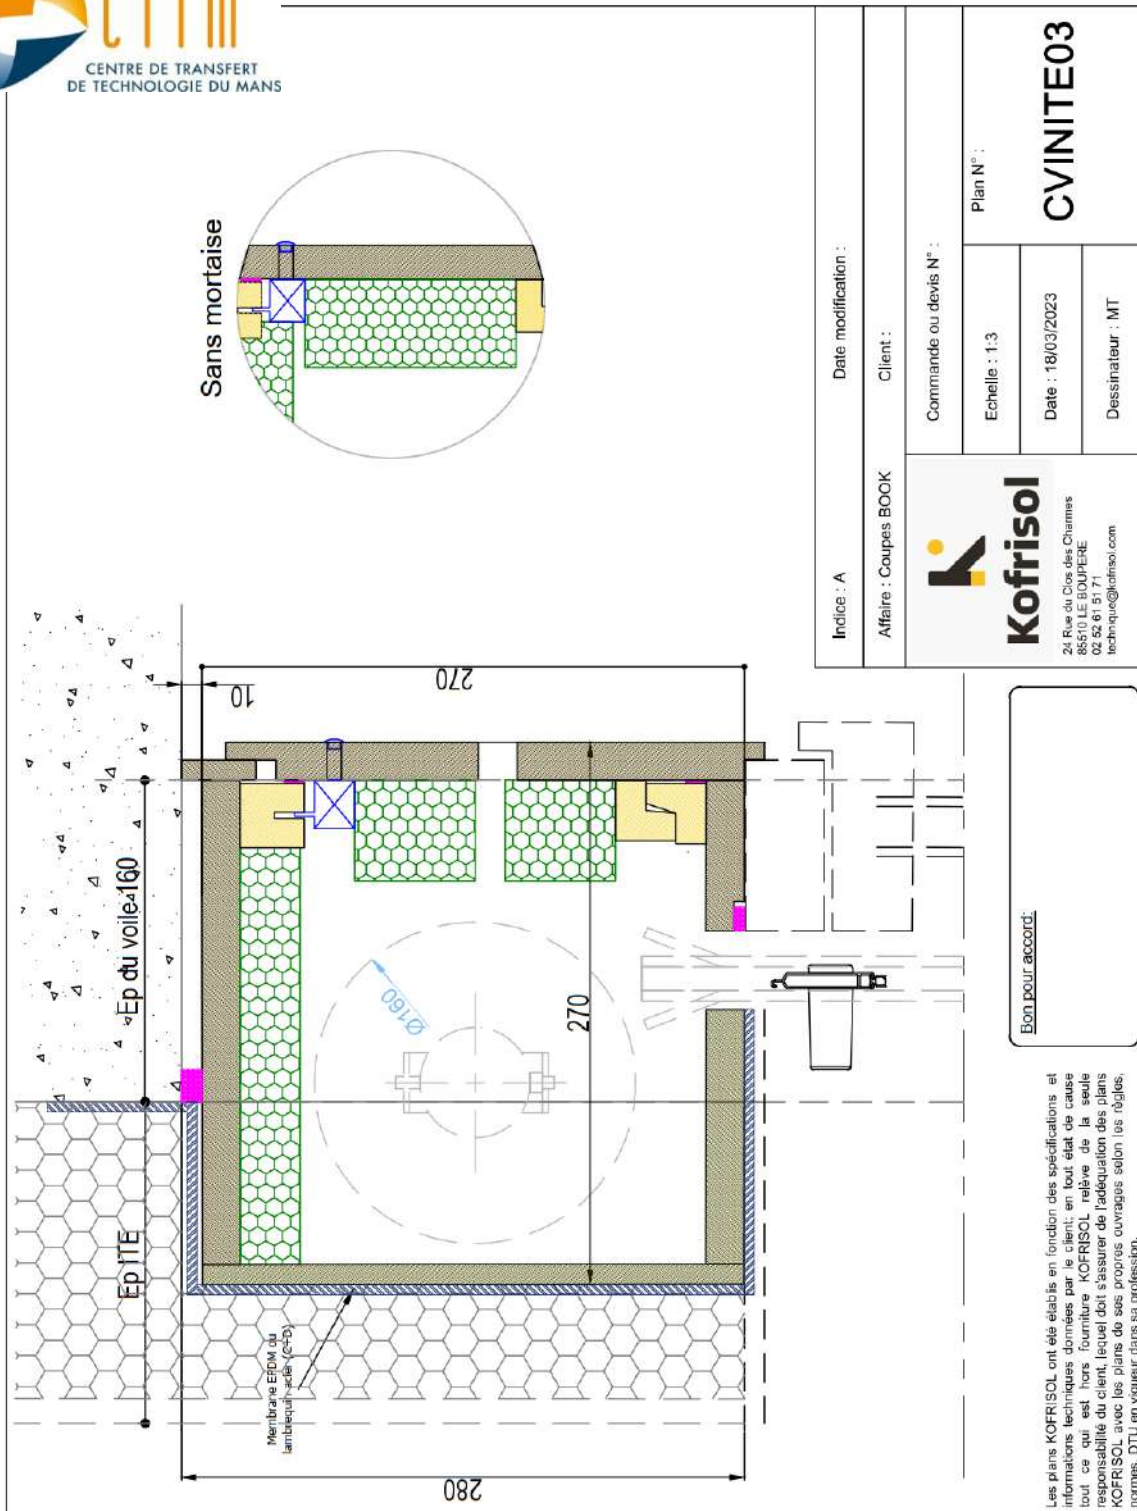 CENTRE DE TRANSFERT
DE TECHNOLOGIE DU MANS
Sans mortaise
10
270
Ep du voile 160
Ø160
270
Ep ITE
Membrane EPDM ou
lambrequin acier (C+D)
280
Indice : A
Date modification :
Affaire : Coupes BOOK
Client :
Kofrisol
24 Rue du Clos des Charmes
85510 LE BOUPERE
02 52 61 51 71
technique@kofrisol.com
Commande ou devis N° :
Echelle : 1:3
Plan N° :
CVINITE03
Date : 18/03/2023
Dessinateur : MT
Bon pour accord:
Les plans KOFRISOL ont été établis en fonction des spécifications et
informations techniques données par le client; en tout état de cause
tout ce qui est hors fourniture KOFRISOL relève de la seule
responsabilité du client, lequel doit s'assurer de l'adéquation des plans
KOFRISOL avec les plans de ses propres ouvrages selon les règles,
normes, DTU en vigueur dans sa profession.